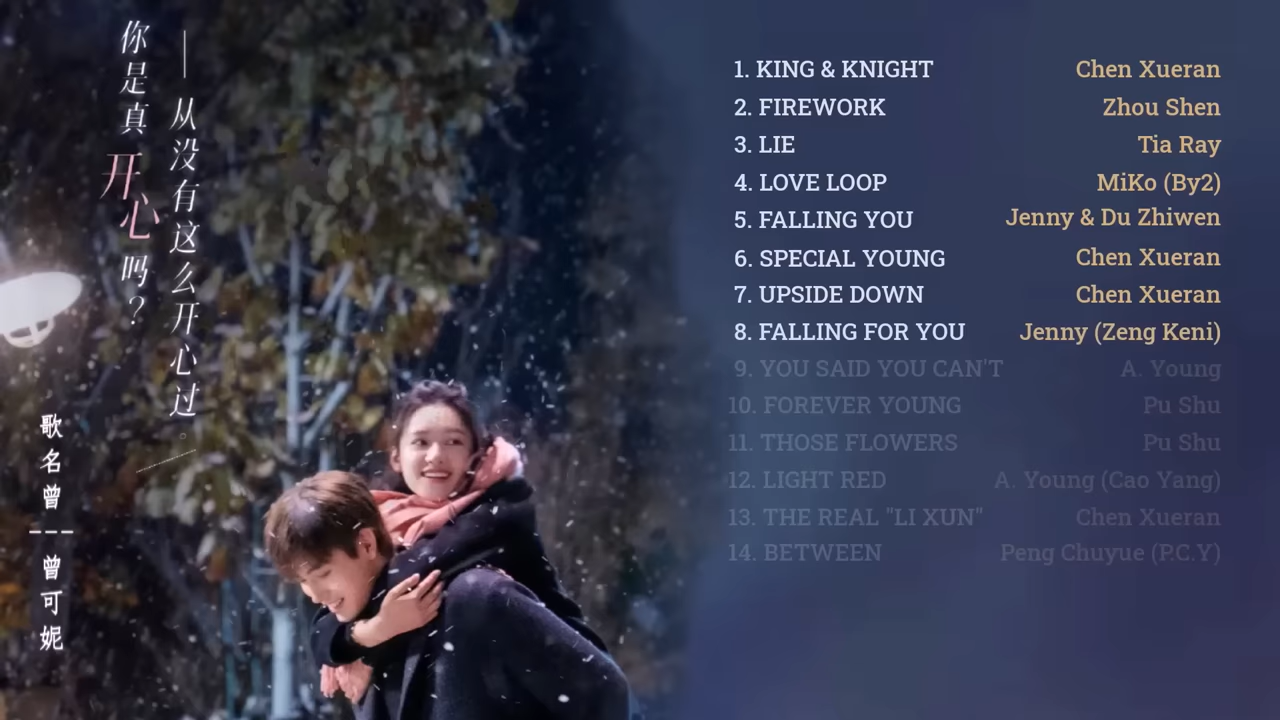 ——从没有这么开心过。
你是真开心吗？
歌名曾---曾可妮
1. KING & KNIGHT Chen Xueran
2. FIREWORK Zhou Shen
3. LIE Tia Ray
4. LOVE LOOP MiKo (By2)
5. FALLING YOU Jenny & Du Zhiwen
6. SPECIAL YOUNG Chen Xueran
7. UPSIDE DOWN Chen Xueran
8. FALLING FOR YOU Jenny (Zeng Keni)
9. YOU SAID YOU CAN'T A. Young
10. FOREVER YOUNG Pu Shu
11. THOSE FLOWERS Pu Shu
12. LIGHT RED A. Young (Cao Yang)
13. THE REAL "LI XUN" Chen Xueran
14. BETWEEN Peng Chuyue (P.C.Y)